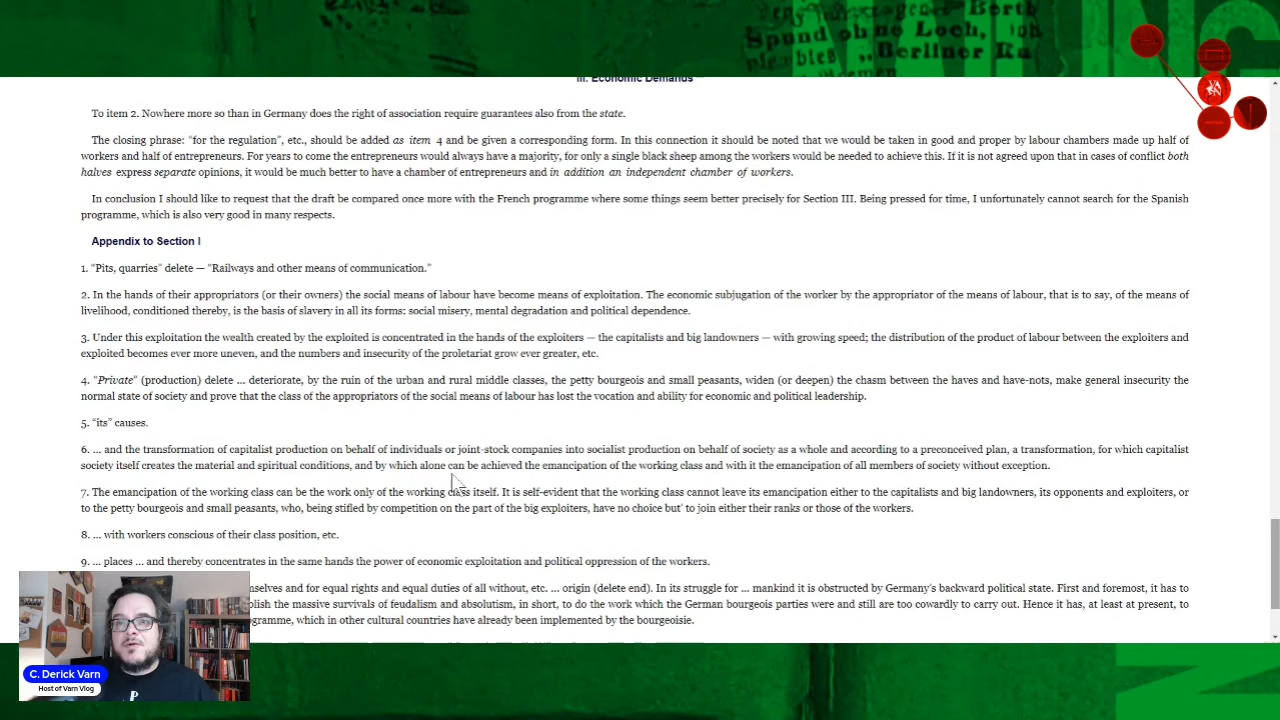 Berth
Spund ohne Loch,
Berliner Ku
III. Economic Demands
To item 2. Nowhere more so than in Germany does the right of association require guarantees also from the state.
The closing phrase: “for the regulation”, etc., should be added as item 4 and be given a corresponding form. In this connection it should be noted that we would be taken in good and proper by labour chambers made up half of
workers and half of entrepreneurs. For years to come the entrepreneurs would always have a majority, for only a single black sheep among the workers would be needed to achieve this. If it is not agreed upon that in cases of conflict both
halves express separate opinions, it would be much better to have a chamber of entrepreneurs and in addition an independent chamber of workers.
In conclusion I should like to request that the draft be compared once more with the French programme where some things seem better precisely for Section III. Being pressed for time, I unfortunately cannot search for the Spanish
programme, which is also very good in many respects.
Appendix to Section I
1. “Pits, quarries” delete — “Railways and other means of communication.”
2. In the hands of their appropriators (or their owners) the social means of labour have become means of exploitation. The economic subjugation of the worker by the appropriator of the means of labour, that is to say, of the means of
livelihood, conditioned thereby, is the basis of slavery in all its forms: social misery, mental degradation and political dependence.
3. Under this exploitation the wealth created by the exploited is concentrated in the hands of the exploiters — the capitalists and big landowners — with growing speed; the distribution of the product of labour between the exploiters and
exploited becomes ever more uneven, and the numbers and insecurity of the proletariat grow ever greater, etc.
4. “Private” (production) delete ... deteriorate, by the ruin of the urban and rural middle classes, the petty bourgeois and small peasants, widen (or deepen) the chasm between the haves and have-nots, make general insecurity the
normal state of society and prove that the class of the appropriators of the social means of labour has lost the vocation and ability for economic and political leadership.
5. “its” causes.
6. ... and the transformation of capitalist production on behalf of individuals or joint-stock companies into socialist production on behalf of society as a whole and according to a preconceived plan, a transformation, for which capitalist
society itself creates the material and spiritual conditions, and by which alone can be achieved the emancipation of the working class and with it the emancipation of all members of society without exception.
7. The emancipation of the working class can be the work only of the working class itself. It is self-evident that the working class cannot leave its emancipation either to the capitalists and big landowners, its opponents and exploiters, or
to the petty bourgeois and small peasants, who, being stifled by competition on the part of the big exploiters, have no choice but' to join either their ranks or those of the workers.
8. ... with workers conscious of their class position, etc.
9. ... places ... and thereby concentrates in the same hands the power of economic exploitation and political oppression of the workers.
selves and for equal rights and equal duties of all without, etc. ... origin (delete end). In its struggle for ... mankind it is obstructed by Germany's backward political state. First and foremost, it has to
olish the massive survivals of feudalism and absolutism, in short, to do the work which the German bourgeois parties were and still are too cowardly to carry out. Hence it has, at least at present, to
gramme, which in other cultural countries have already been implemented by the bourgeoisie.
C. Derick Varn
Host of Varn Vlog